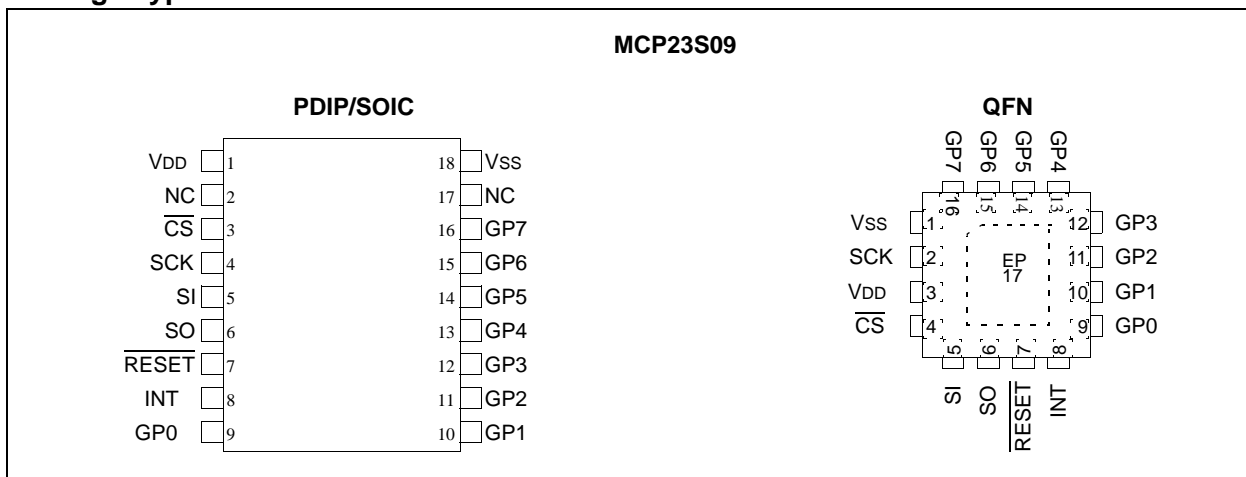 MCP23S09
PDIP/SOIC
VDD 1 18 VSS
NC 2 17 NC
CS 3 16 GP7
SCK 4 15 GP6
SI 5 14 GP5
SO 6 13 GP4
RESET 7 12 GP3
INT 8 11 GP2
GP0 9 10 GP1
QFN
GP7 GP6 GP5 GP4
16 15 14 13
VSS 1 12 GP3
SCK 2 EP 11 GP2
17
VDD 3 10 GP1
CS 4 9 GP0
5 6 7 8
SI SO RESET INT